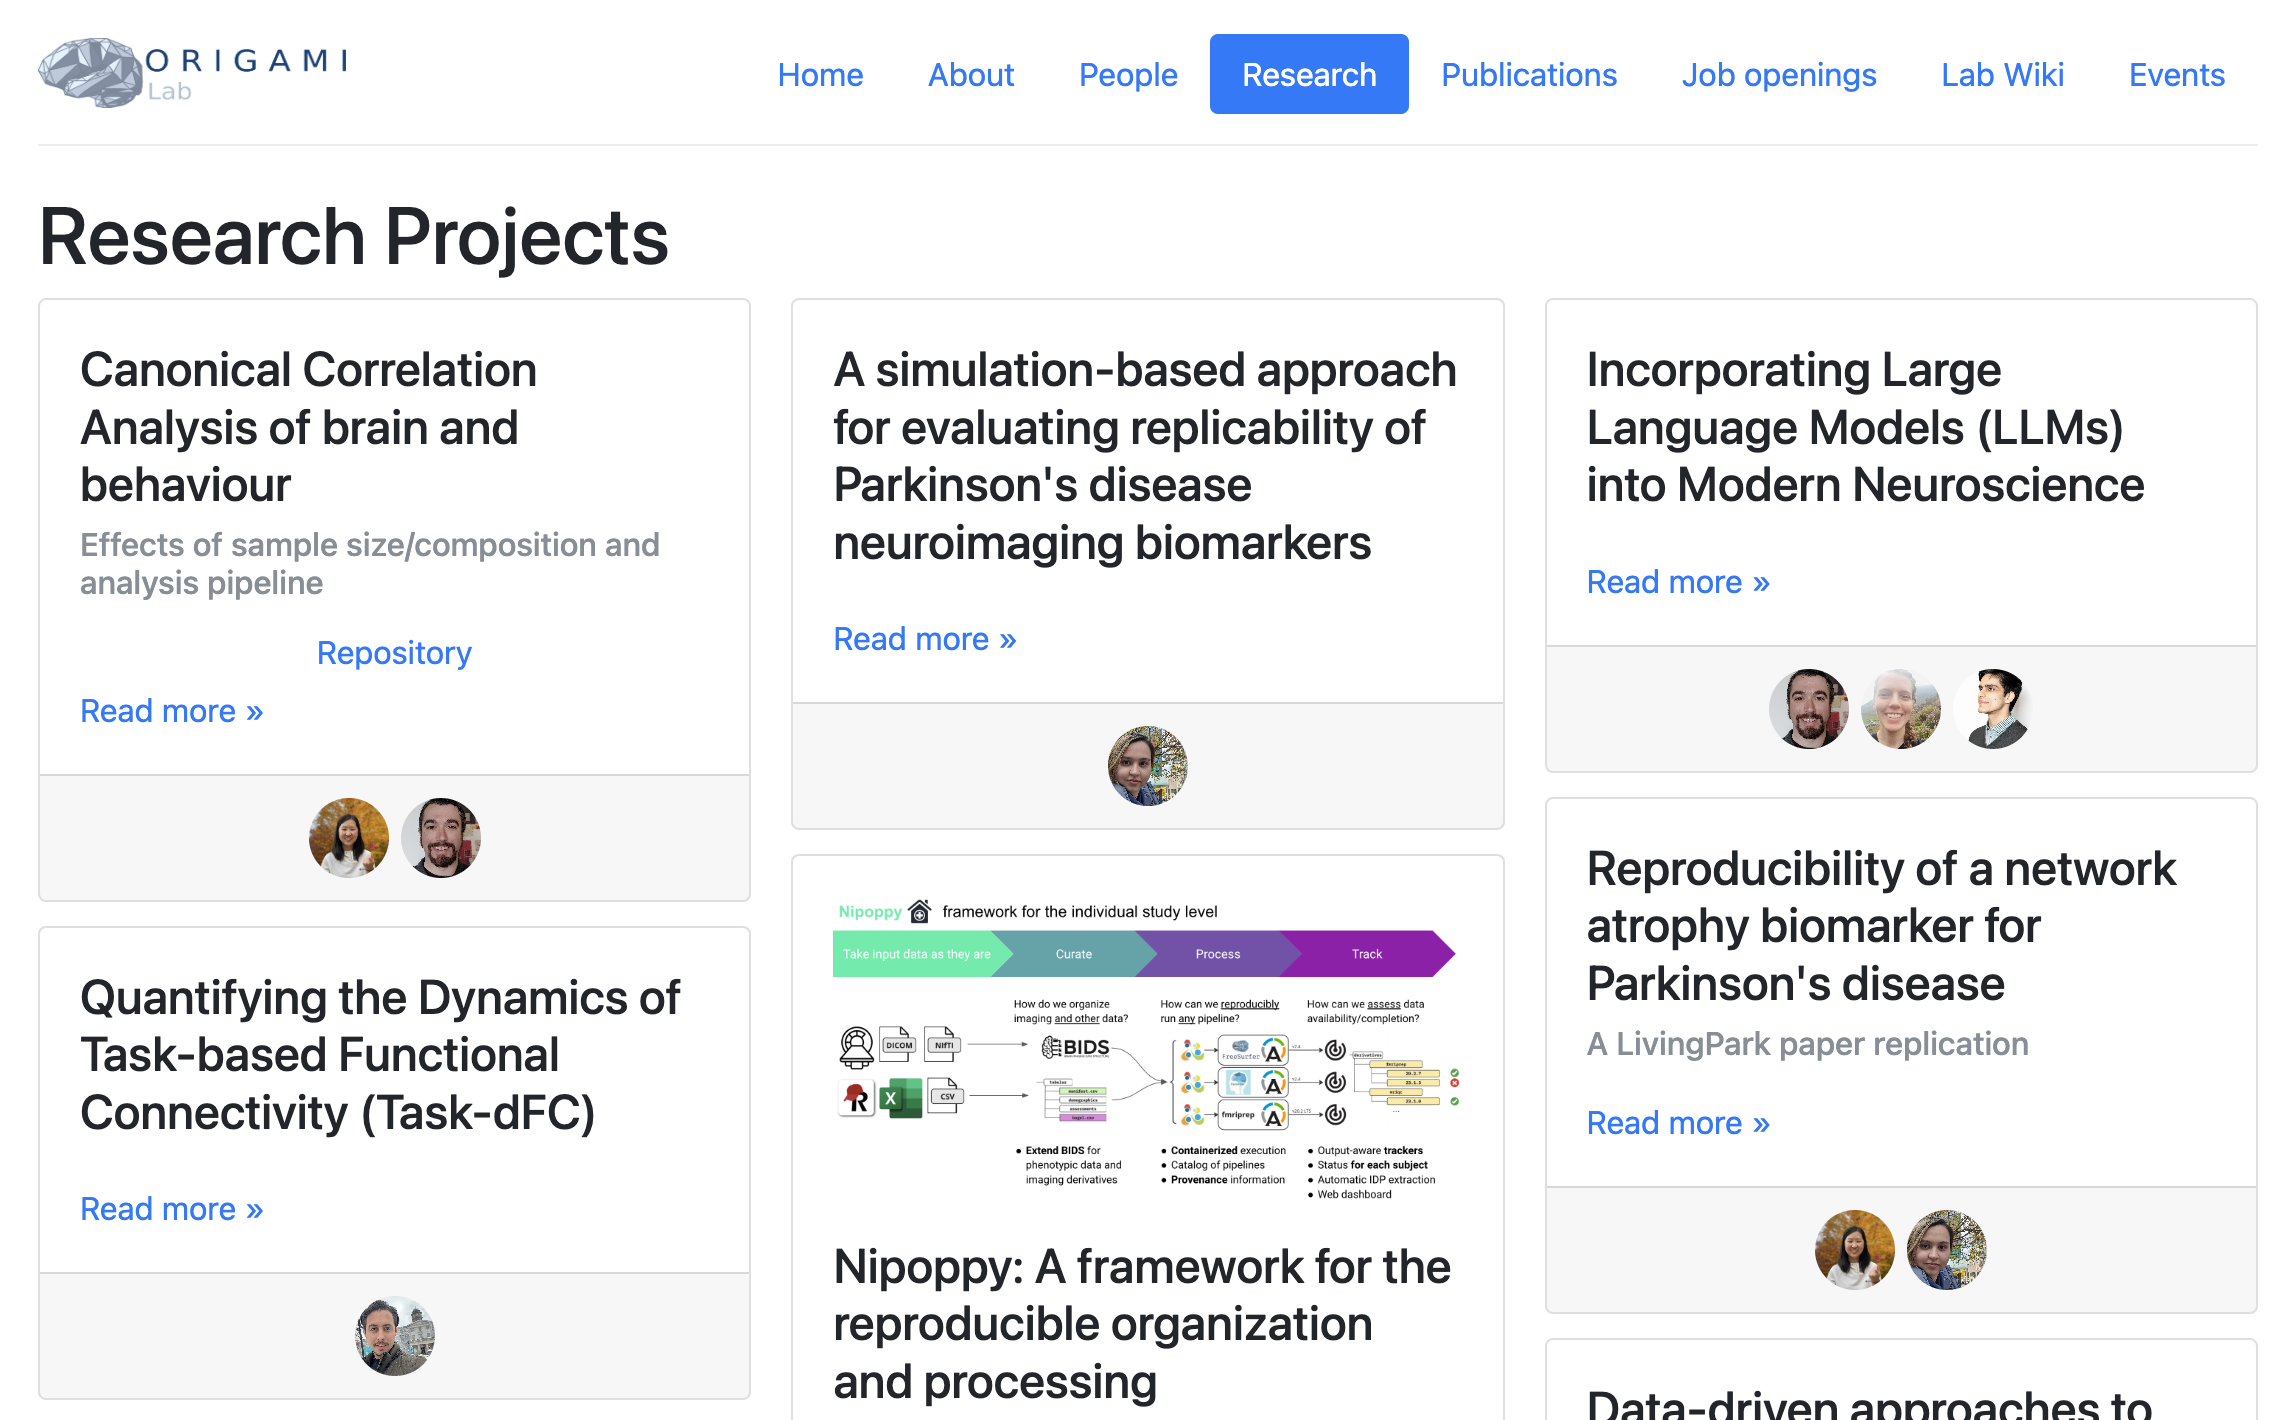 ORIGAMI
Lab
Home About People Research Publications Job openings Lab Wiki Events
Research Projects
Canonical Correlation
Analysis of brain and
behaviour
Effects of sample size/composition and
analysis pipeline
Repository
Read more »
Quantifying the Dynamics of
Task-based Functional
Connectivity (Task-dFC)
Read more »
A simulation-based approach
for evaluating replicability of
Parkinson's disease
neuroimaging biomarkers
Read more »
Nipoppy framework for the individual study level
Take input data as they are Curate Process Track
How do we organize
imaging and other data?
How can we reproducibly
run any pipeline?
How can we assess data
availability/completion?
DICOM NIfTI
BIDS
FreeSurfer
R X CSV
fmriprep
• Extend BIDS for
phenotypic data and
imaging derivatives
• Containerized execution
• Catalog of pipelines
• Provenance information
• Output-aware trackers
• Status for each subject
• Automatic IDP extraction
• Web dashboard
Nipoppy: A framework for the
reproducible organization
and processing
Incorporating Large
Language Models (LLMs)
into Modern Neuroscience
Read more »
Reproducibility of a network
atrophy biomarker for
Parkinson's disease
A LivingPark paper replication
Read more »
Data-driven approaches to